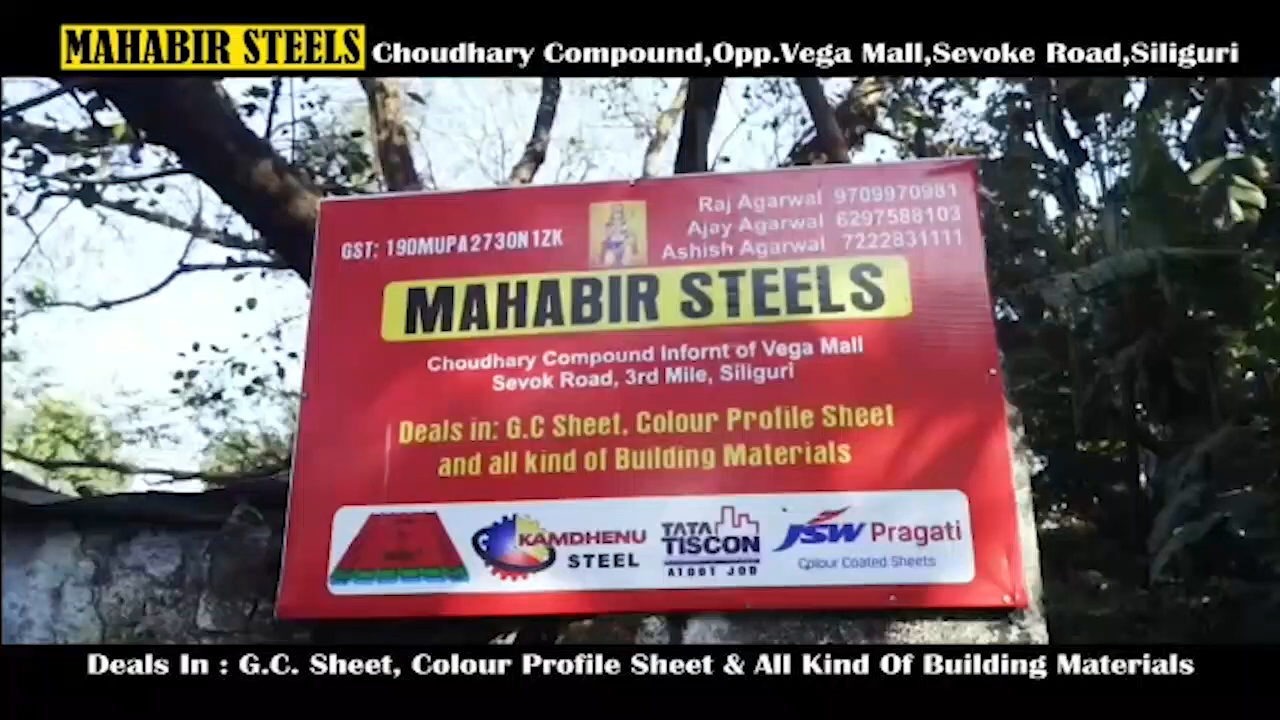 MAHABIR STEELS Choudhary Compound,Opp.Vega Mall,Sevoke Road,Siliguri
Raj Agarwal 9709970981
Ajay Agarwal 6297588103
Ashish Agarwal 7222831111
GST: 19DMUPA2730N1ZK
MAHABIR STEELS
Choudhary Compound Infornt of Vega Mall
Sevok Road, 3rd Mile, Siliguri
Deals in: G.C Sheet, Colour Profile Sheet
and all kind of Building Materials
KAMDHENU
STEEL
TATA
TISCON
ATOOT JOD
JSW Pragati
Colour Coated Sheets
Deals In : G.C. Sheet, Colour Profile Sheet & All Kind Of Building Materials